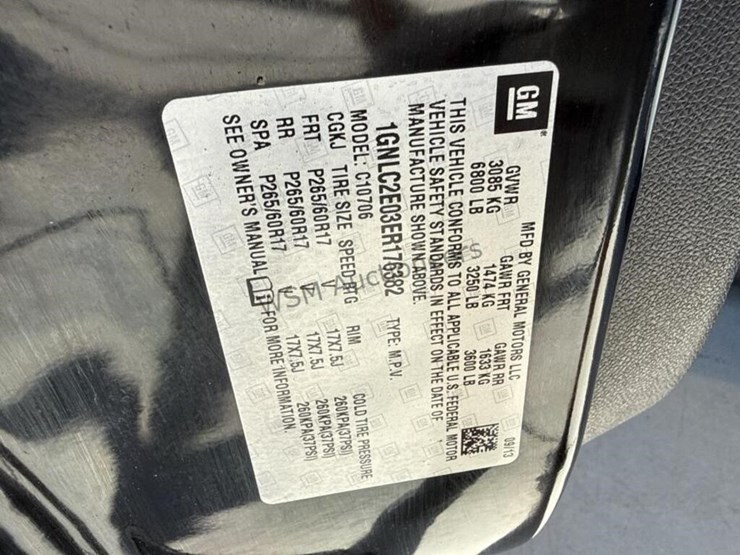 GM
MFD BY GENERAL MOTORS LLC 09/13
GVWR GAWR FRT GAWR RR
3085 KG 1474 KG 1633 KG
6800 LB 3250 LB 3600 LB
THIS VEHICLE CONFORMS TO ALL APPLICABLE U.S. FEDERAL MOTOR
VEHICLE SAFETY STANDARDS IN EFFECT ON THE DATE OF
MANUFACTURE SHOWN ABOVE.
1GNLC2E03ER176382 TYPE: M.P.V.
MODEL: C10706
CGKJ TIRE SIZE SPEED RTG RIM COLD TIRE PRESSURE
FRT P265/60R17 V 17X7.5J 260KPA(37PSI)
RR P265/60R17 V 17X7.5J 260KPA(37PSI)
SPA P265/60R17 V 17X7.5J 260KPA(37PSI)
SEE OWNER'S MANUAL i FOR MORE INFORMATION.
WSM Auctioneers